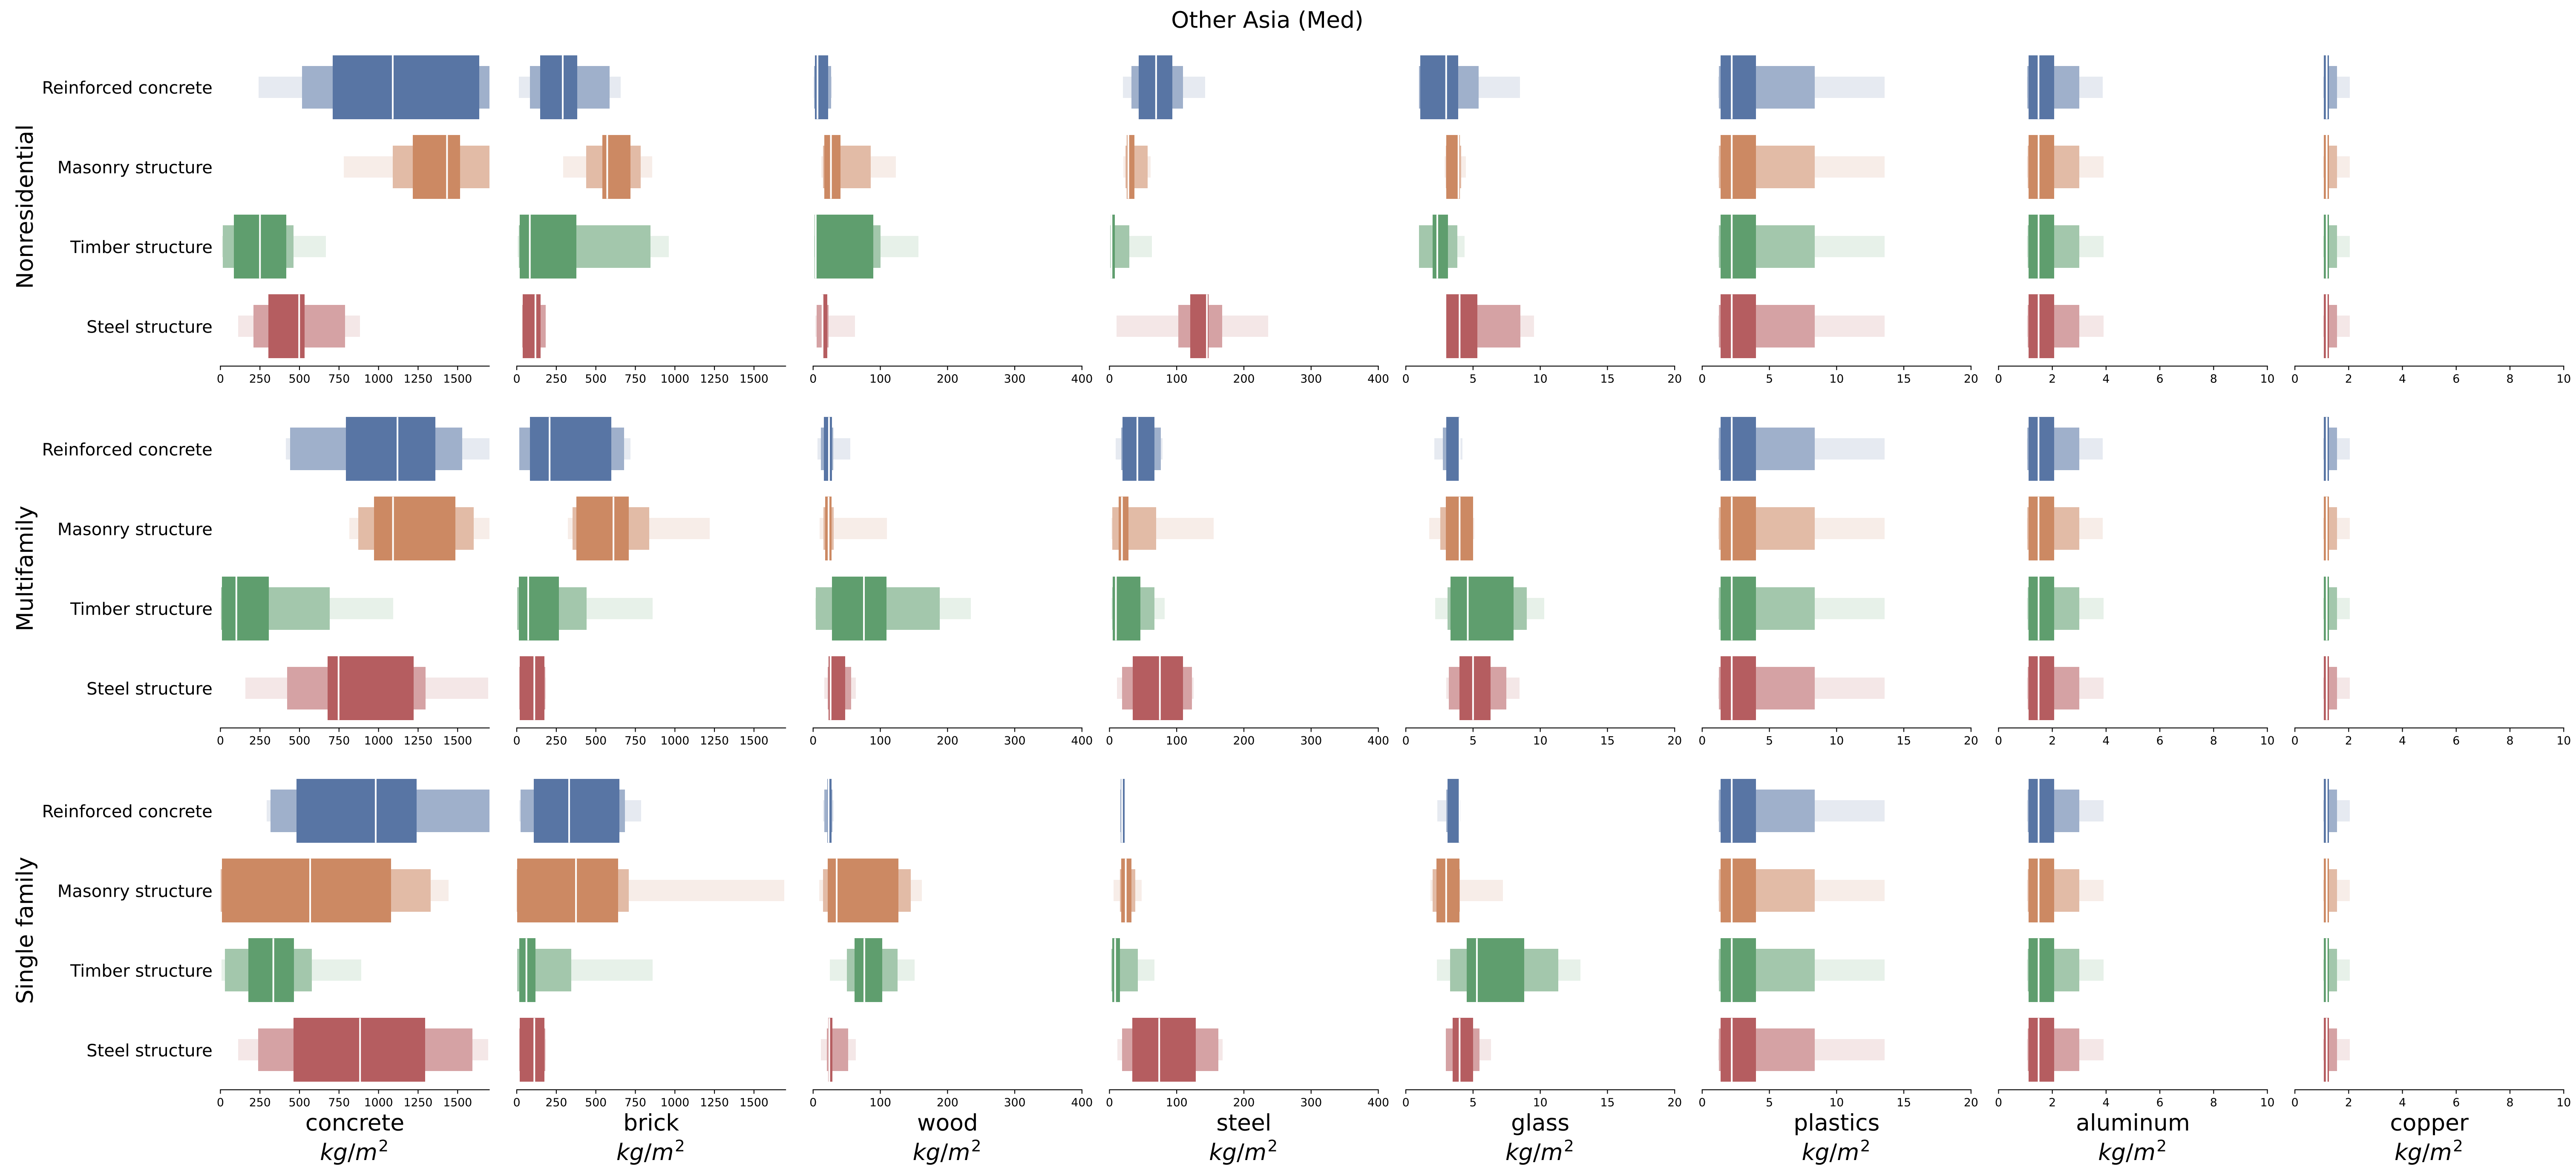 Other Asia (Med)
Nonresidential
Reinforced concrete
Masonry structure
Timber structure
Steel structure
0 250 500 750 1000 1250 1500
0 250 500 750 1000 1250 1500
0 100 200 300 400
0 100 200 300 400
0 5 10 15 20
0 5 10 15 20
0 2 4 6 8 10
0 2 4 6 8 10
Multifamily
Reinforced concrete
Masonry structure
Timber structure
Steel structure
0 250 500 750 1000 1250 1500
0 250 500 750 1000 1250 1500
0 100 200 300 400
0 100 200 300 400
0 5 10 15 20
0 5 10 15 20
0 2 4 6 8 10
0 2 4 6 8 10
Single family
Reinforced concrete
Masonry structure
Timber structure
Steel structure
0 250 500 750 1000 1250 1500
0 250 500 750 1000 1250 1500
0 100 200 300 400
0 100 200 300 400
0 5 10 15 20
0 5 10 15 20
0 2 4 6 8 10
0 2 4 6 8 10
concrete
kg/m²
brick
kg/m²
wood
kg/m²
steel
kg/m²
glass
kg/m²
plastics
kg/m²
aluminum
kg/m²
copper
kg/m²